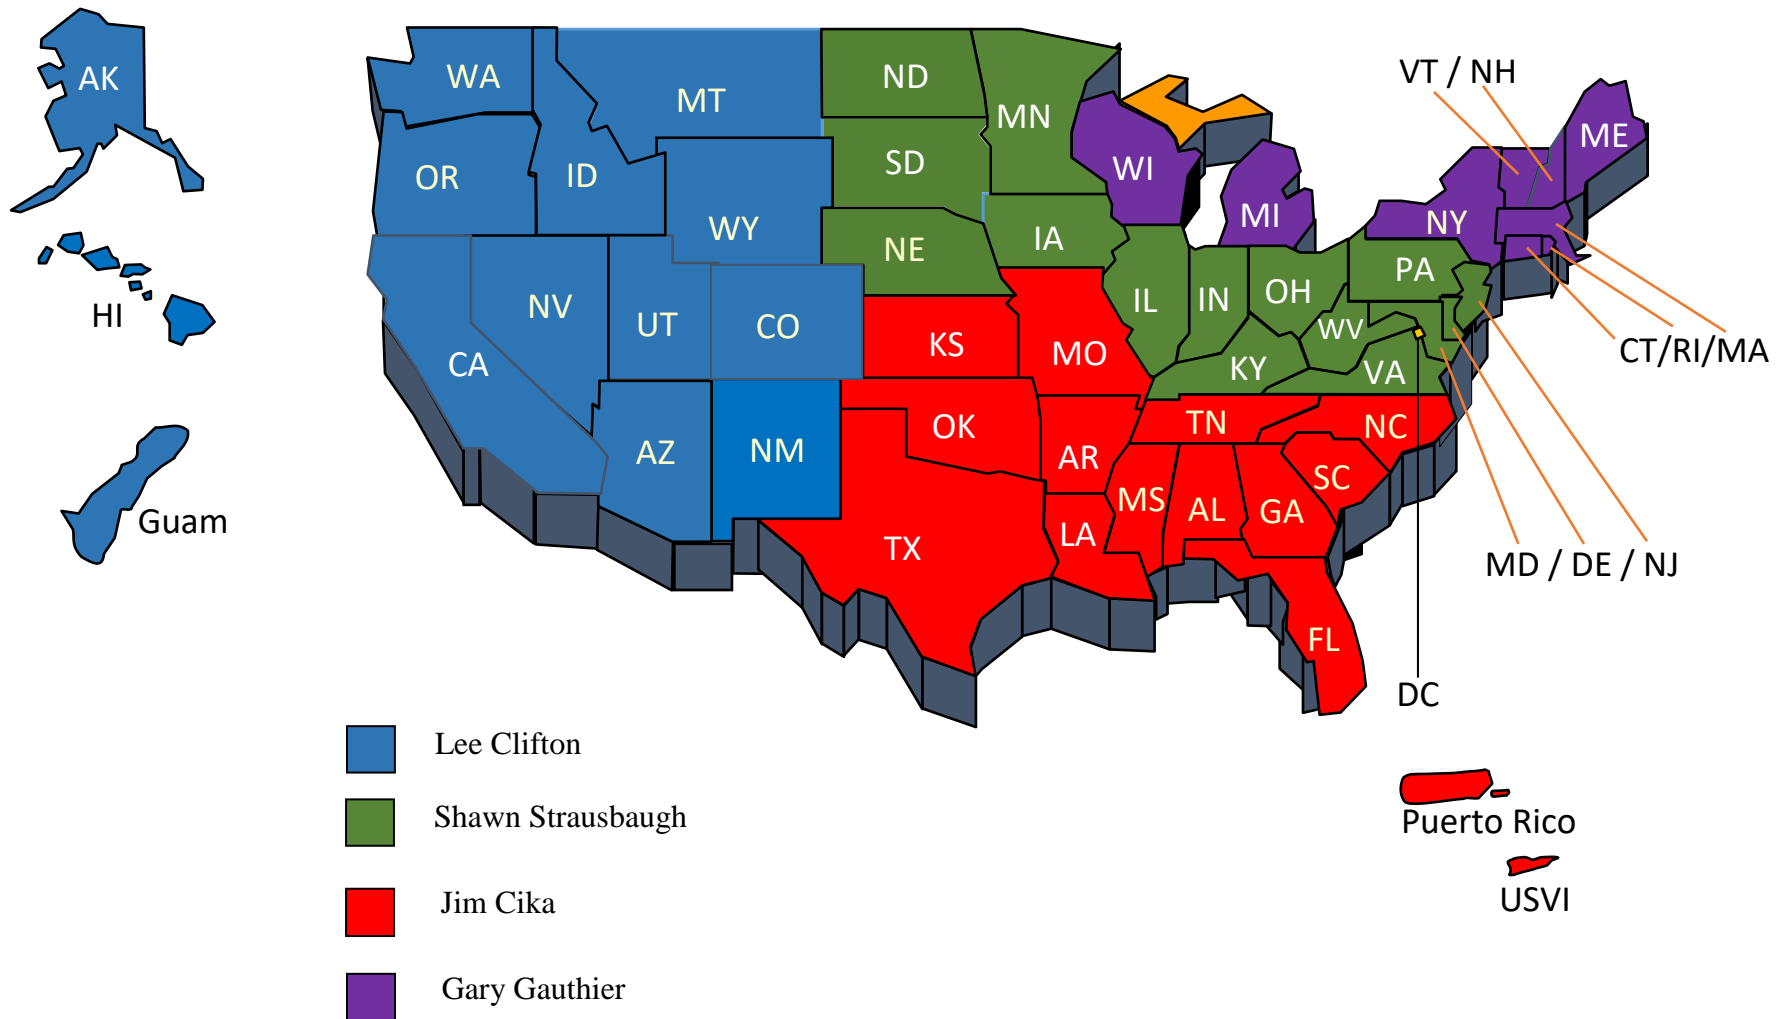 AK
WA
MT
ND
MN
VT / NH
ME
OR
ID
SD
WI
WY
MI
NY
HI
NE
IA
PA
NV
UT
CO
IL
IN
OH
WV
CA
KS
MO
KY
VA
CT/RI/MA
Guam
AZ
NM
OK
AR
TN
NC
SC
MS
AL
GA
TX
LA
MD / DE / NJ
FL
DC
Lee Clifton
Shawn Strausbaugh
Puerto Rico
Jim Cika
USVI
Gary Gauthier